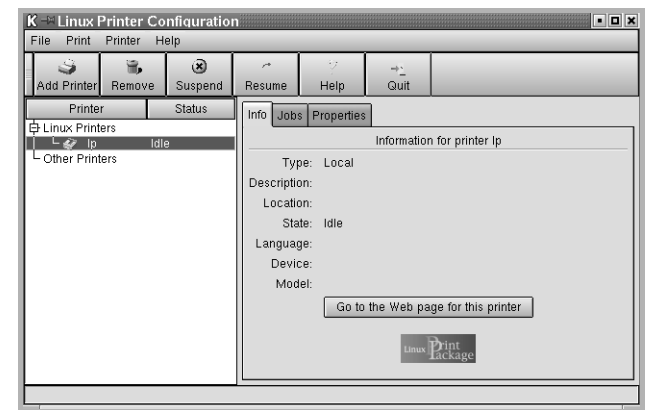 Linux Printer Configuration
File Print Printer Help
Add Printer Remove Suspend Resume Help Quit
Printer Status
Info Jobs Properties
Linux Printers
lp Idle
Other Printers
Information for printer lp
Type: Local
Description:
Location:
State: Idle
Language:
Device:
Model:
Go to the Web page for this printer
Linux Print Package